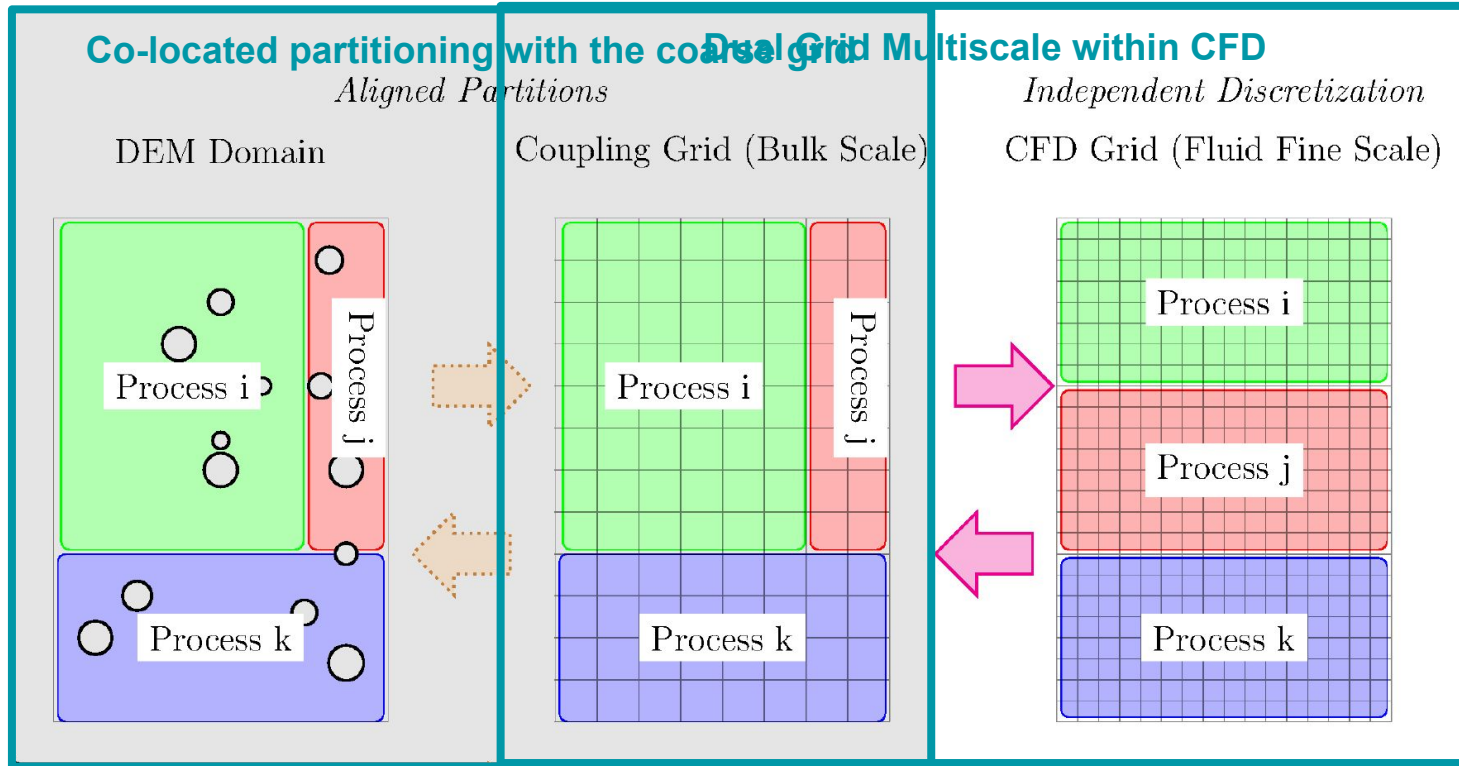 Co-located partitioning with the coarse grid
Dual Grid Multiscale within CFD
Aligned Partitions
Independent Discretization
DEM Domain
Coupling Grid (Bulk Scale)
CFD Grid (Fluid Fine Scale)
Process i
Process j
Process k
Process i
Process j
Process k
Process i
Process j
Process k